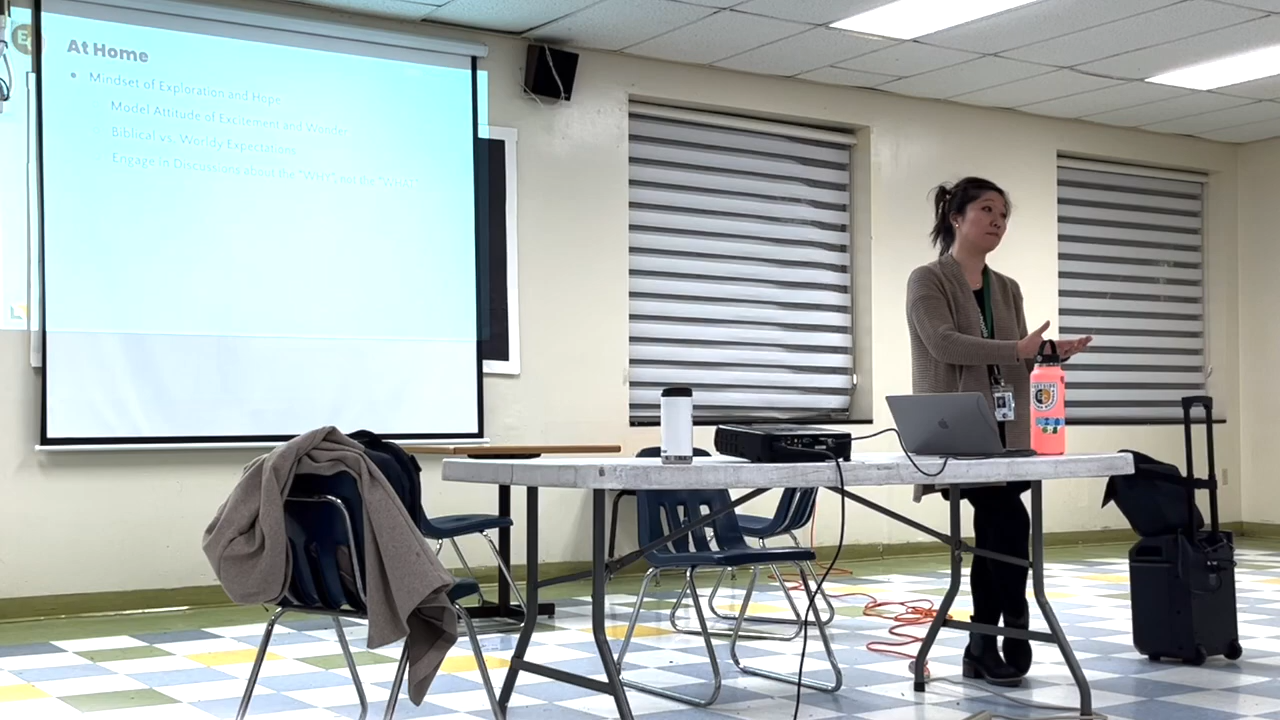 At Home
• Mindset of Exploration and Hope
Model Attitude of Excitement and Wonder
Biblical vs. Worldy Expectations
Engage in Discussions about the "WHY", not the "WHAT"